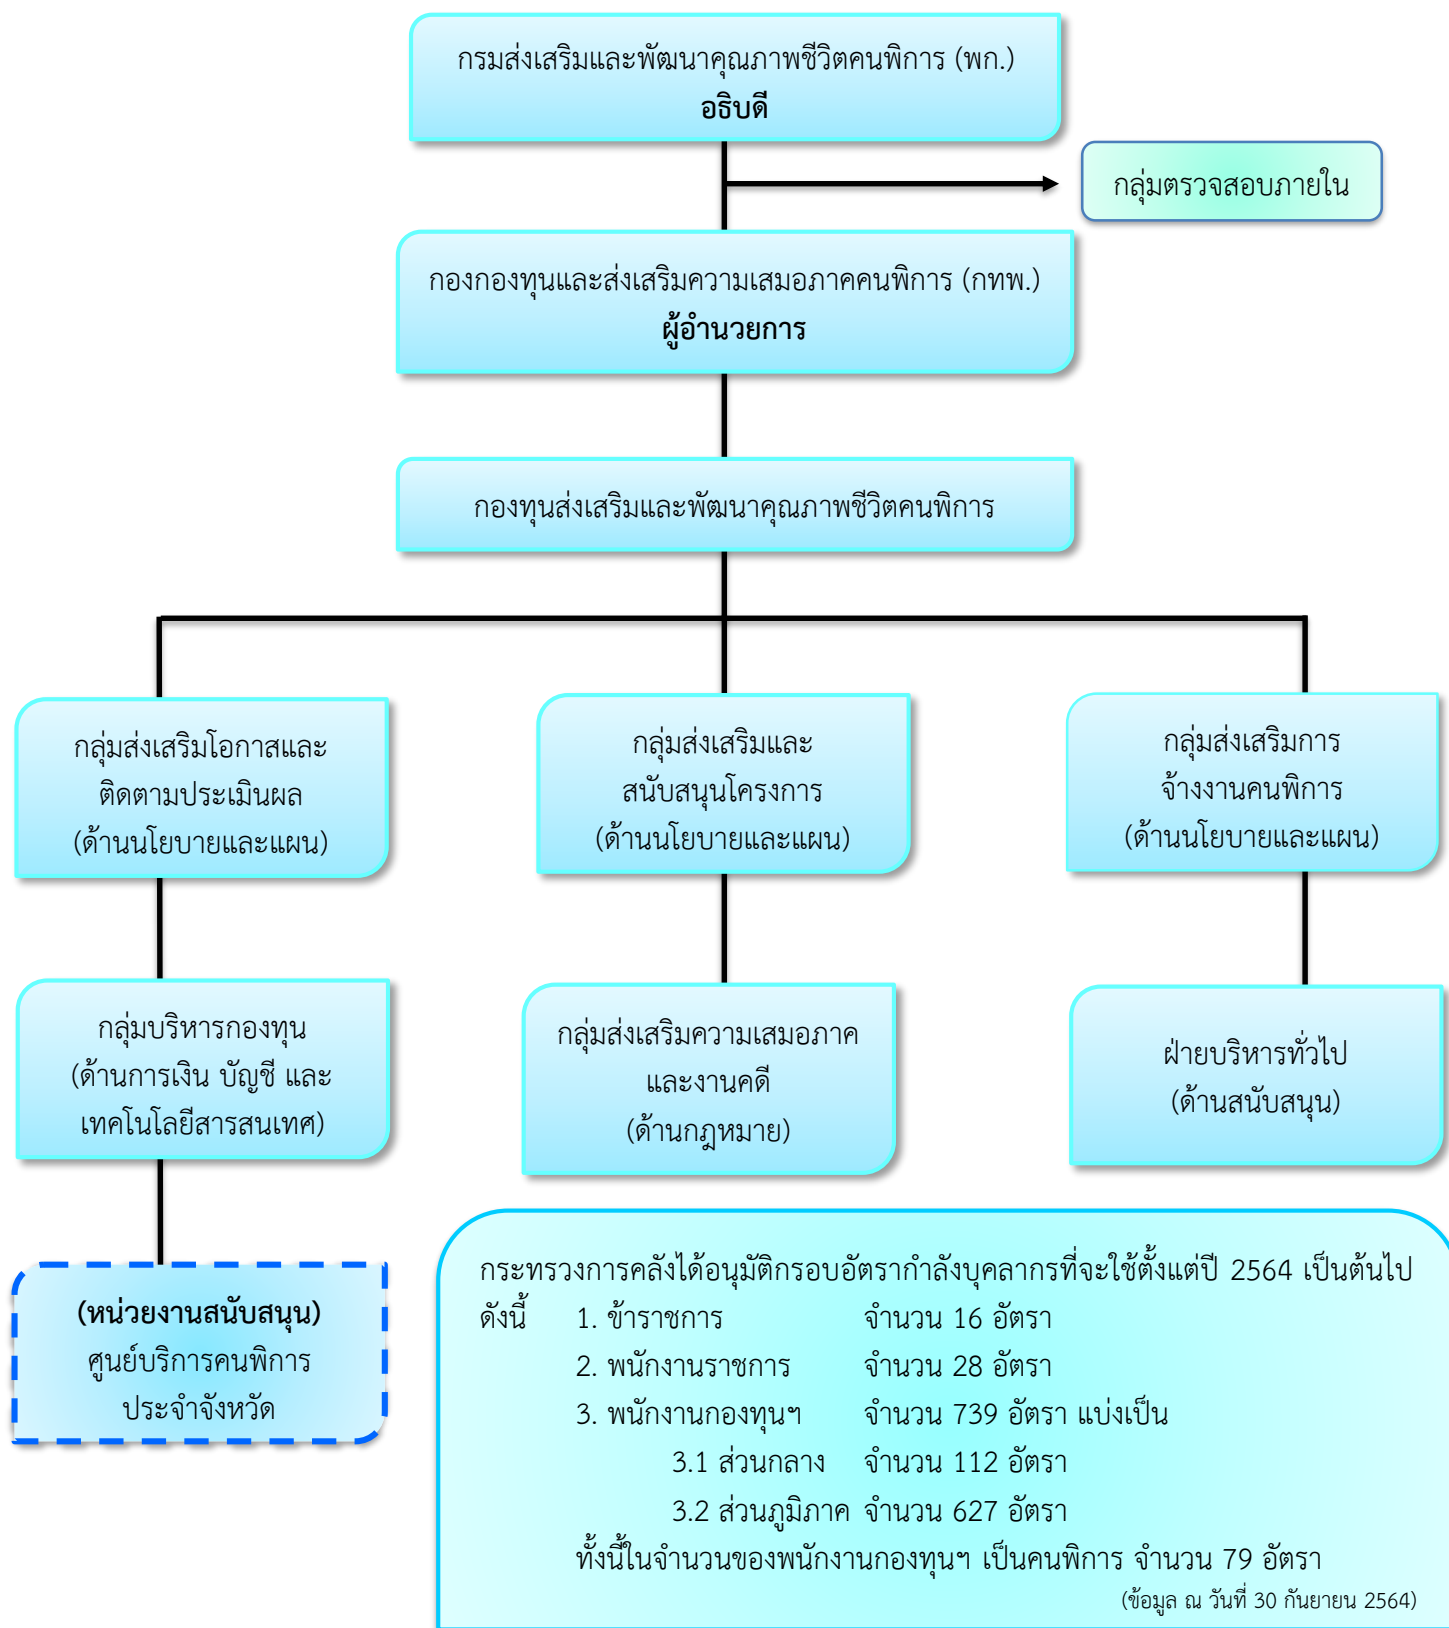 กรมส่งเสริมและพัฒนาคุณภาพชีวิตคนพิการ (พก.)
อธิบดี
กลุ่มตรวจสอบภายใน
กองกองทุนและส่งเสริมความเสมอภาคคนพิการ (กทพ.)
ผู้อำนวยการ
กองทุนส่งเสริมและพัฒนาคุณภาพชีวิตคนพิการ
กลุ่มส่งเสริมโอกาสและ
ติดตามประเมินผล
(ด้านนโยบายและแผน)
กลุ่มส่งเสริมและ
สนับสนุนโครงการ
(ด้านนโยบายและแผน)
กลุ่มส่งเสริมการ
จ้างงานคนพิการ
(ด้านนโยบายและแผน)
กลุ่มบริหารกองทุน
(ด้านการเงิน บัญชี และ
เทคโนโลยีสารสนเทศ)
กลุ่มส่งเสริมความเสมอภาค
และงานคดี
(ด้านกฎหมาย)
ฝ่ายบริหารทั่วไป
(ด้านสนับสนุน)
(หน่วยงานสนับสนุน)
ศูนย์บริการคนพิการ
ประจำจังหวัด
กระทรวงการคลังได้อนุมัติกรอบอัตรากำลังบุคลากรที่จะใช้ตั้งแต่ปี 2564 เป็นต้นไป
ดังนี้ 1. ข้าราชการ จำนวน 16 อัตรา
2. พนักงานราชการ จำนวน 28 อัตรา
3. พนักงานกองทุนฯ จำนวน 739 อัตรา แบ่งเป็น
3.1 ส่วนกลาง จำนวน 112 อัตรา
3.2 ส่วนภูมิภาค จำนวน 627 อัตรา
ทั้งนี้ในจำนวนของพนักงานกองทุนฯ เป็นคนพิการ จำนวน 79 อัตรา
(ข้อมูล ณ วันที่ 30 กันยายน 2564)